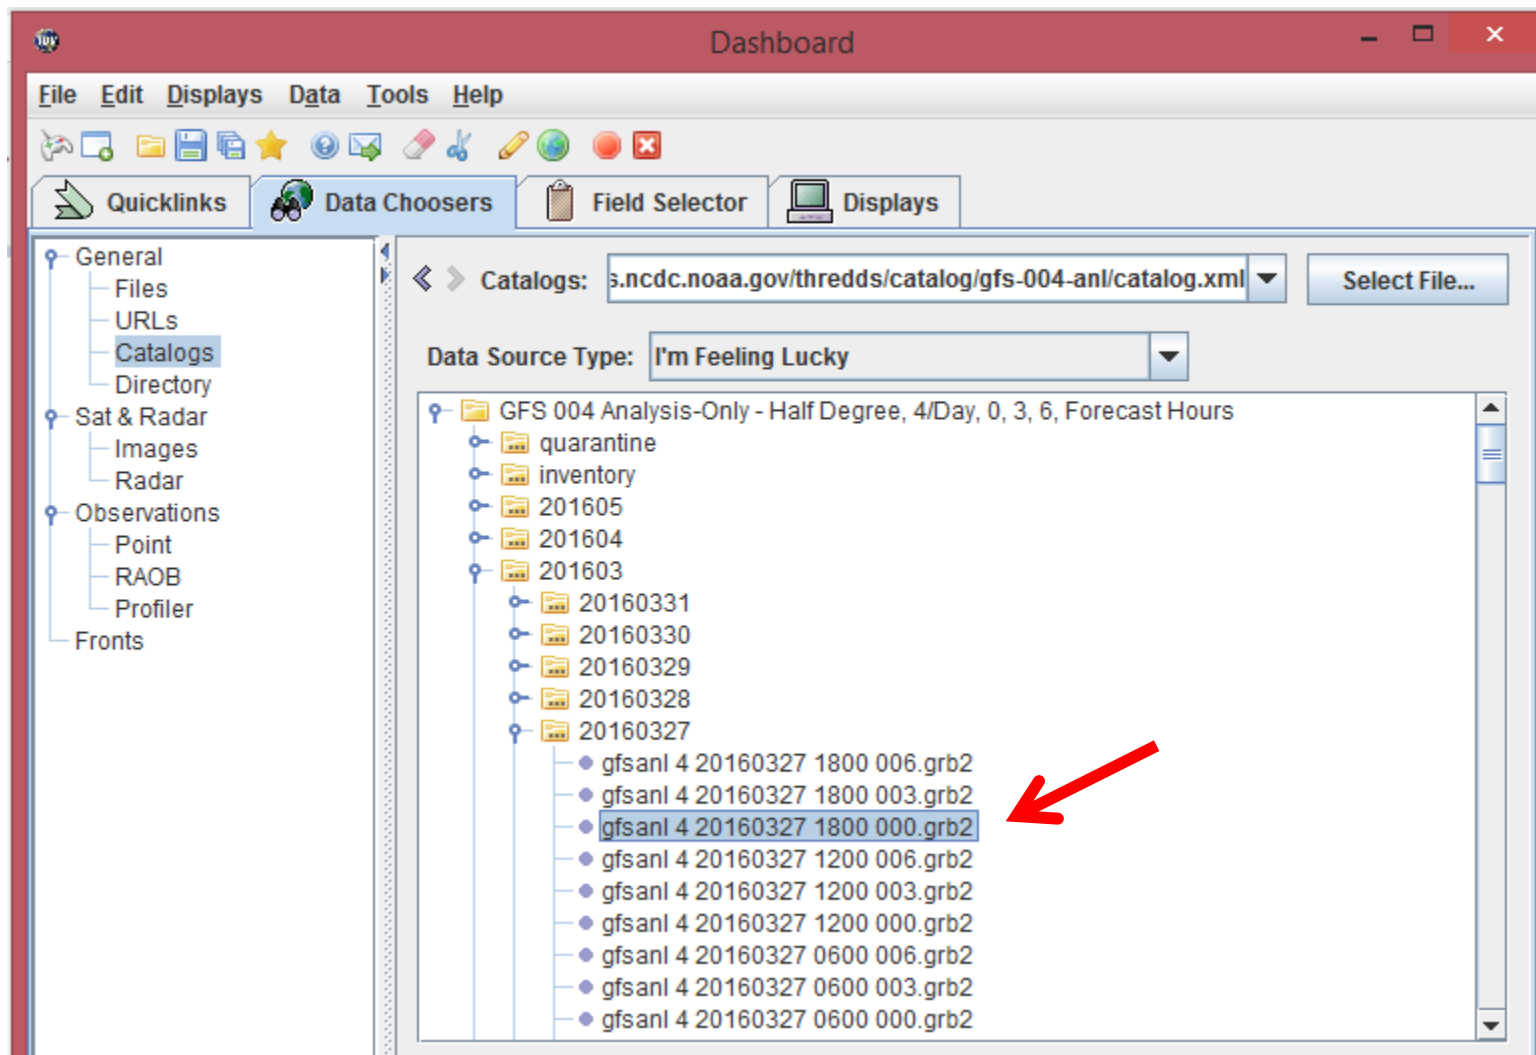 Dashboard
File Edit Displays Data Tools Help
Quicklinks Data Choosers Field Selector Displays
General
Files
URLs
Catalogs
Directory
Sat & Radar
Images
Radar
Observations
Point
RAOB
Profiler
Fronts
Catalogs: s.ncdc.noaa.gov/thredds/catalog/gfs-004-anl/catalog.xml Select File...
Data Source Type: I'm Feeling Lucky
GFS 004 Analysis-Only - Half Degree, 4/Day, 0, 3, 6, Forecast Hours
quarantine
inventory
201605
201604
201603
20160331
20160330
20160329
20160328
20160327
gfsanl 4 20160327 1800 006.grb2
gfsanl 4 20160327 1800 003.grb2
gfsanl 4 20160327 1800 000.grb2
gfsanl 4 20160327 1200 006.grb2
gfsanl 4 20160327 1200 003.grb2
gfsanl 4 20160327 1200 000.grb2
gfsanl 4 20160327 0600 006.grb2
gfsanl 4 20160327 0600 003.grb2
gfsanl 4 20160327 0600 000.grb2